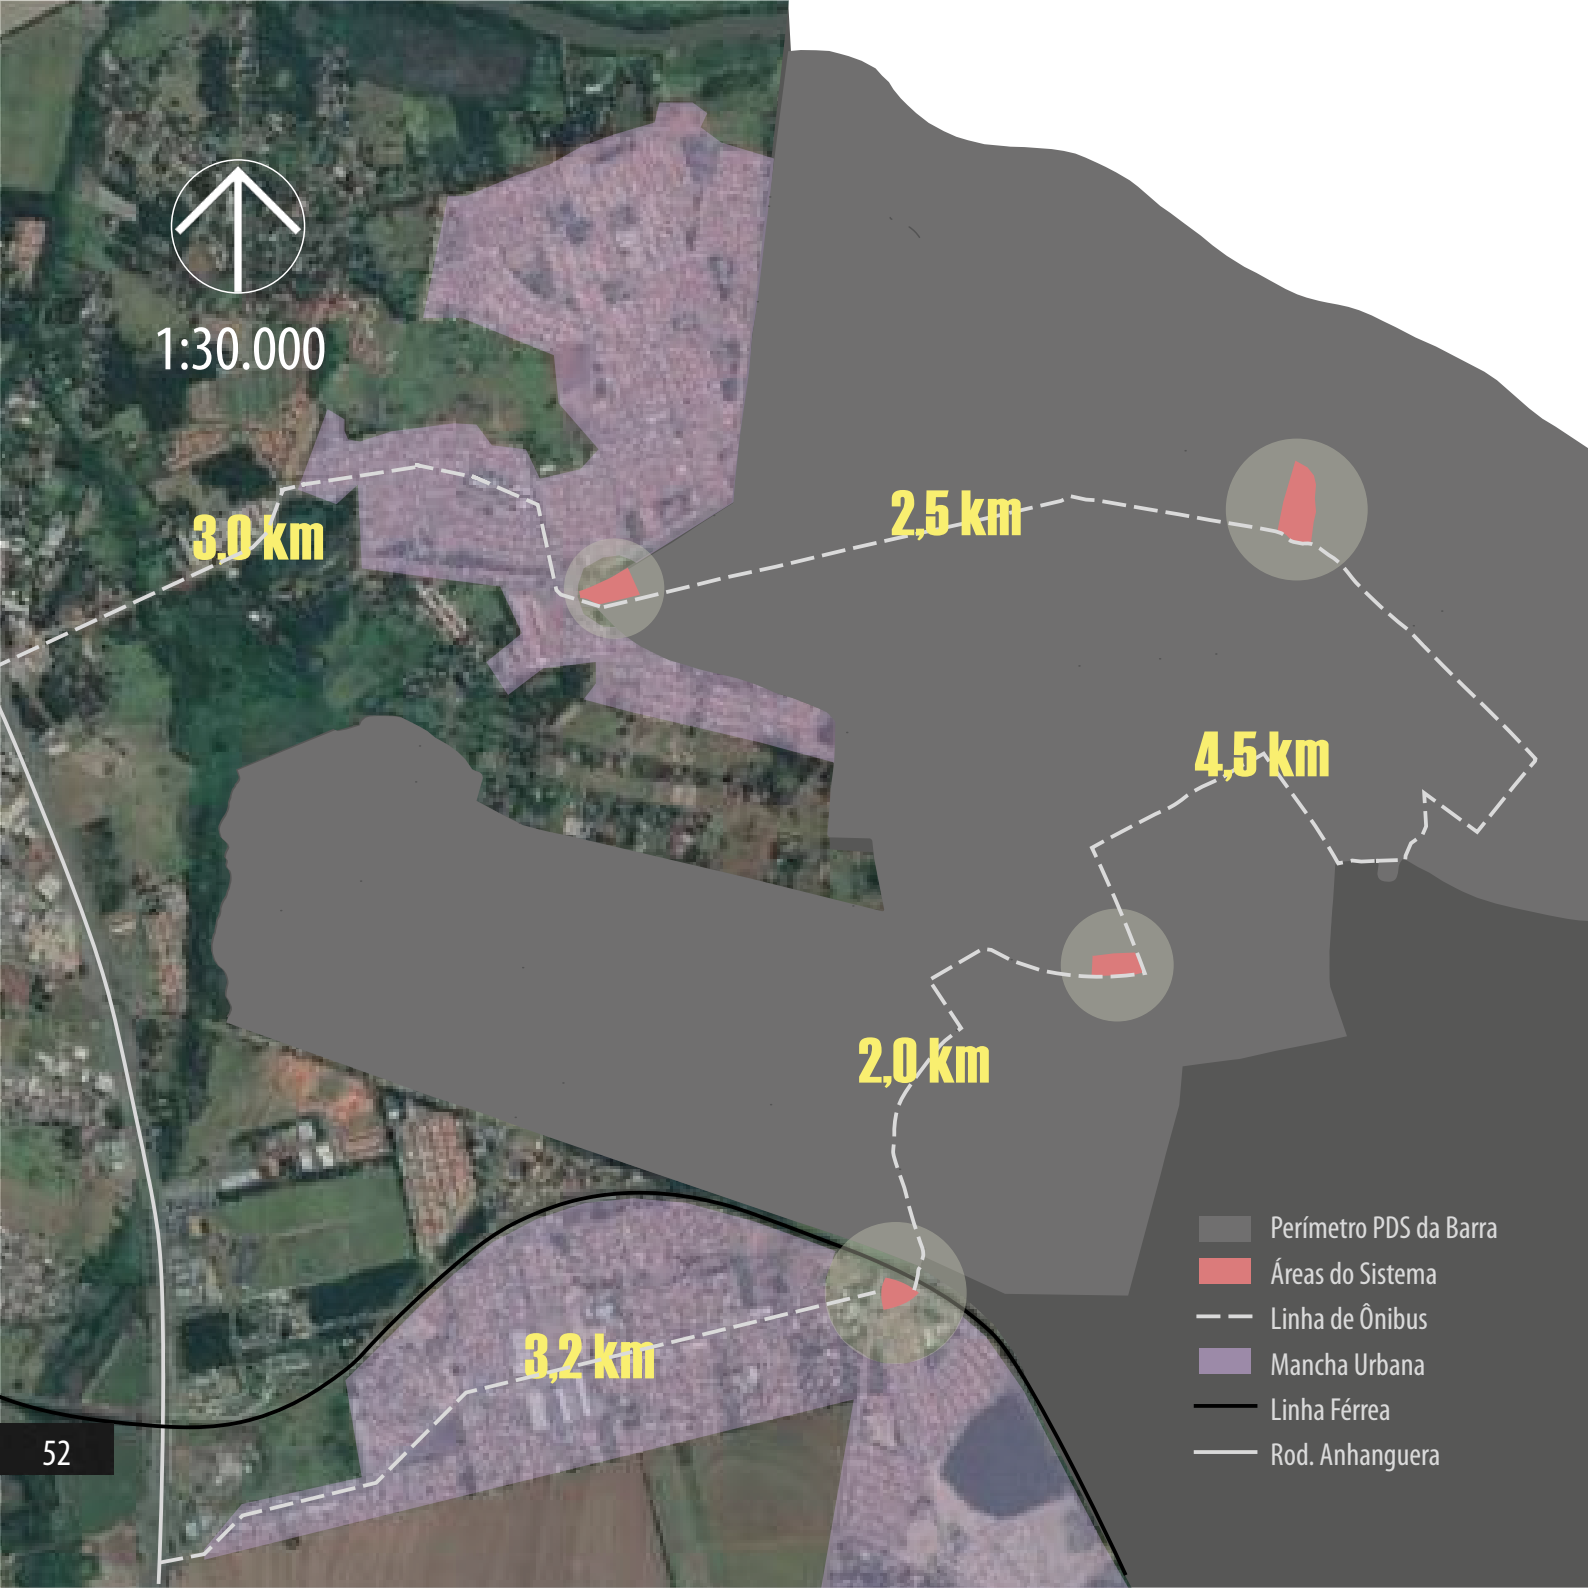 1:30.000
3.0 km
2,5 km
4,5 km
2,0 km
3,2 km
Perímetro PDS da Barra
Áreas do Sistema
Linha de Ônibus
Mancha Urbana
Linha Férrea
Rod. Anhanguera
52